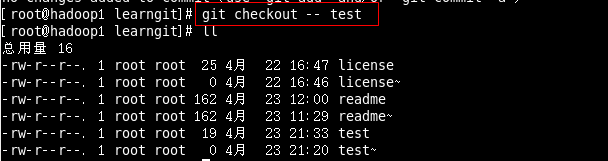 no changes added to commit (use "git add" and/or "git commit -a")
[root@hadoop1 learngit]# git checkout -- test
[root@hadoop1 learngit]# ll
总用量 16
-rw-r--r--. 1 root root  25 4月  22 16:47 license
-rw-r--r--. 1 root root   0 4月  22 16:46 license~
-rw-r--r--. 1 root root 162 4月  23 12:00 readme
-rw-r--r--. 1 root root 162 4月  23 11:29 readme~
-rw-r--r--. 1 root root  19 4月  23 21:33 test
-rw-r--r--. 1 root root   0 4月  23 21:20 test~